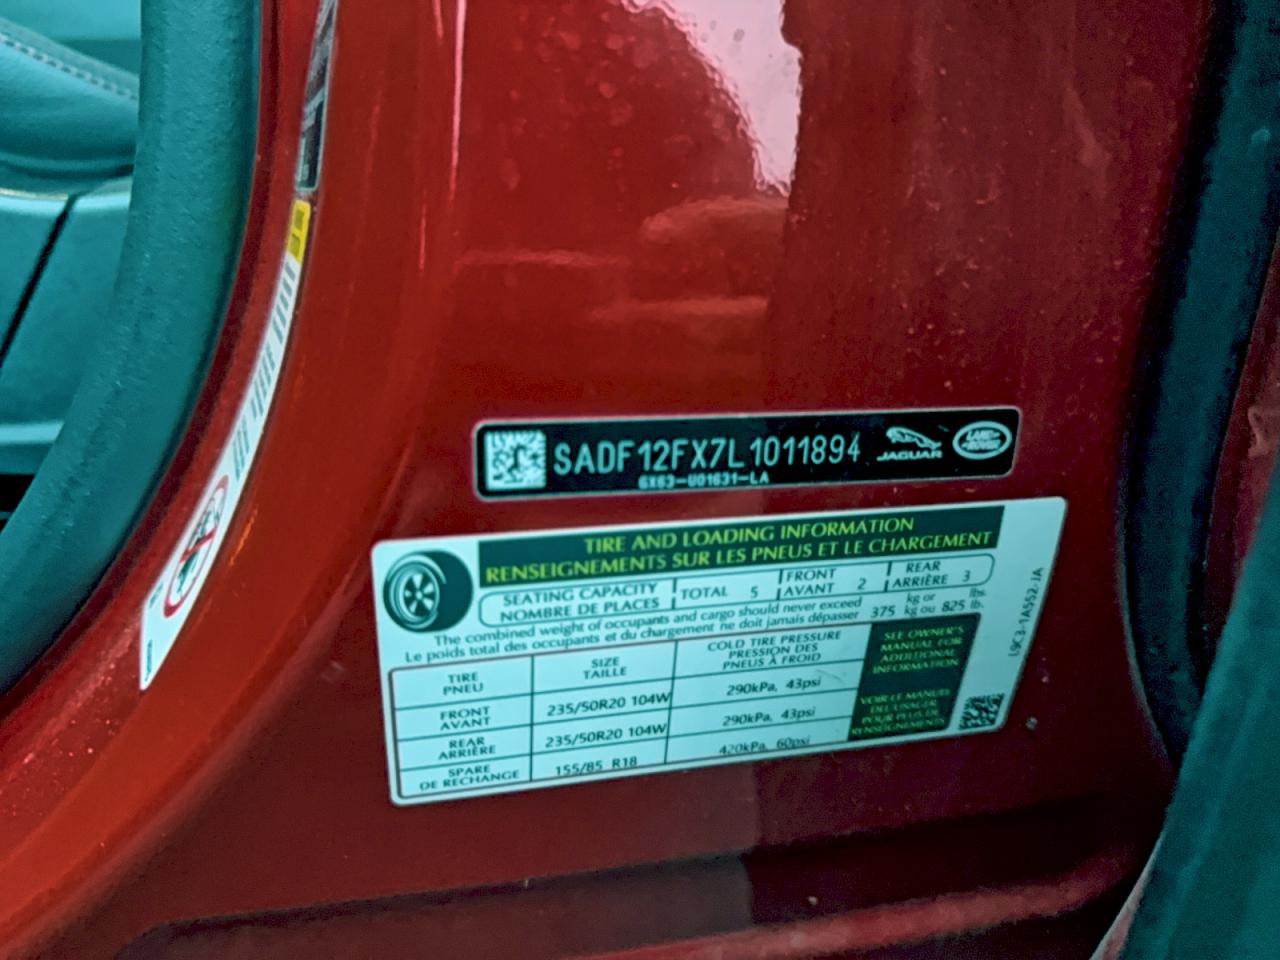 SADF12FX7L1011894
6X63-U01631-LA
JAGUAR
LAND ROVER
TIRE AND LOADING INFORMATION
RENSEIGNEMENTS SUR LES PNEUS ET LE CHARGEMENT
SEATING CAPACITY
NOMBRE DE PLACES
TOTAL 5
FRONT
AVANT 2
REAR
ARRIÈRE 3
The combined weight of occupants and cargo should never exceed 375 kg or 825 lbs.
Le poids total des occupants et du chargement ne doit jamais dépasser kg ou lb.
TIRE
PNEU
SIZE
TAILLE
COLD TIRE PRESSURE
PRESSION DES
PNEUS À FROID
FRONT
AVANT
235/50R20 104W
290kPa, 43psi
REAR
ARRIÈRE
235/50R20 104W
290kPa, 43psi
SPARE
DE RECHANGE
155/85 R18
420kPa, 60psi
SEE OWNER'S
MANUAL FOR
ADDITIONAL
INFORMATION
VOIR LE MANUEL
DE L'USAGER
POUR PLUS DE
RENSEIGNEMENTS
L9C3-1A552-JA